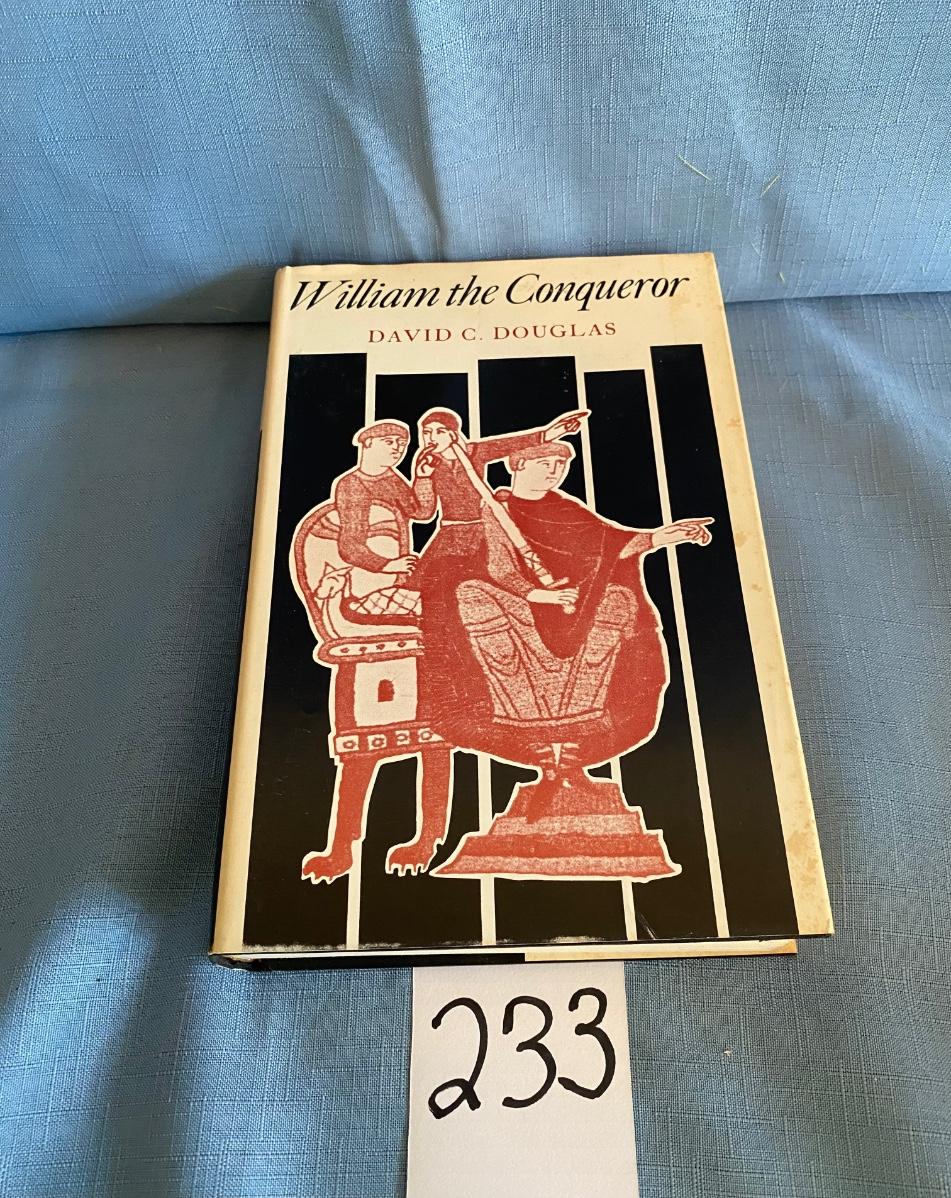 William the Conqueror
DAVID C. DOUGLAS
233